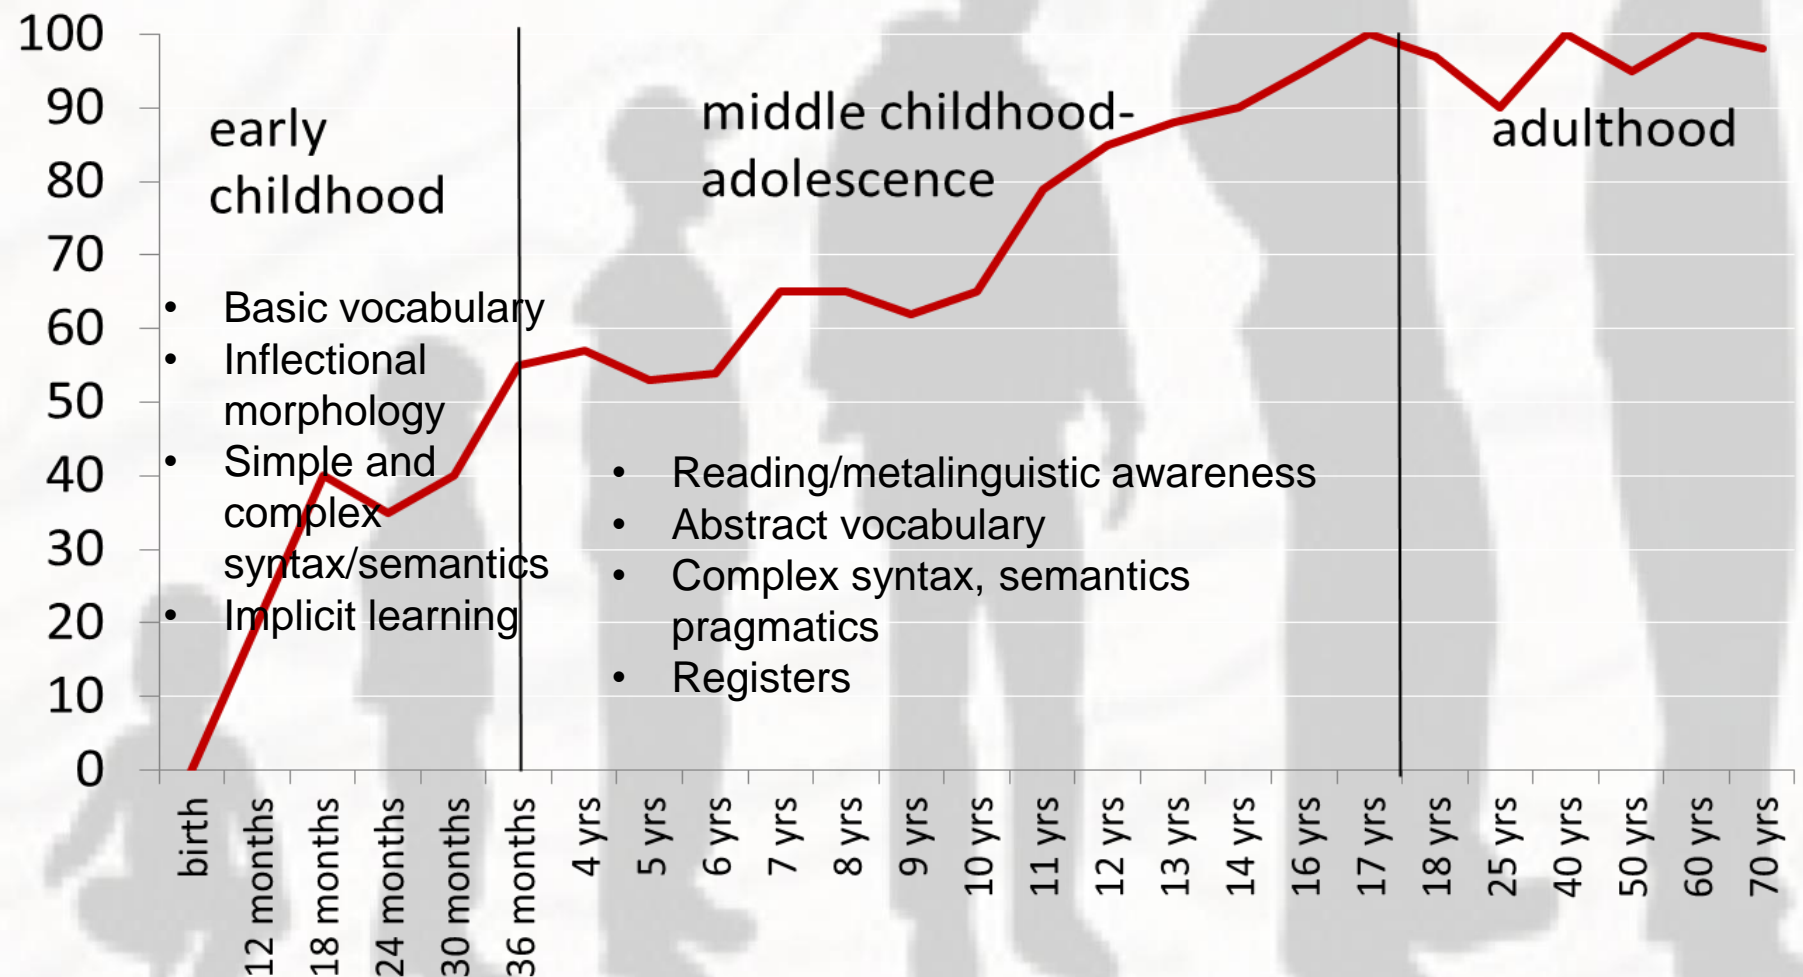 100
90
80
70
60
50
40
30
20
10
0
early
childhood
• Basic vocabulary
• Inflectional
morphology
• Simple and
complex
syntax/semantics
• Implicit learning
middle childhood-
adolescence
• Reading/metalinguistic awareness
• Abstract vocabulary
• Complex syntax, semantics
pragmatics
• Registers
adulthood
birth
12 months
18 months
24 months
30 months
36 months
4 yrs
5 yrs
6 yrs
7 yrs
8 yrs
9 yrs
10 yrs
11 yrs
12 yrs
13 yrs
14 yrs
16 yrs
17 yrs
18 yrs
25 yrs
40 yrs
50 yrs
60 yrs
70 yrs